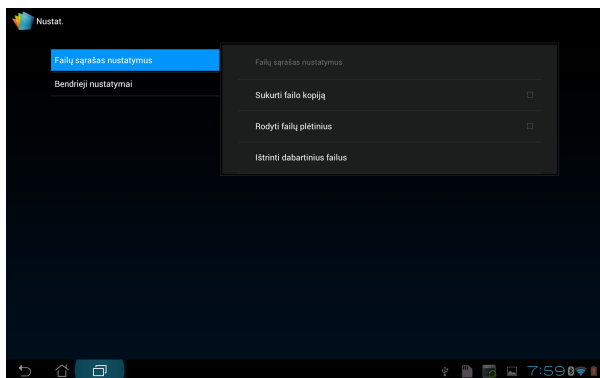 Nustat.
Failų sąrašas nustatymus
Bendrieji nustatymai
Failų sąrašas nustatymus
Sukurti failo kopiją
Rodyti failų plėtinius
Ištrinti dabartinius failus
7:59